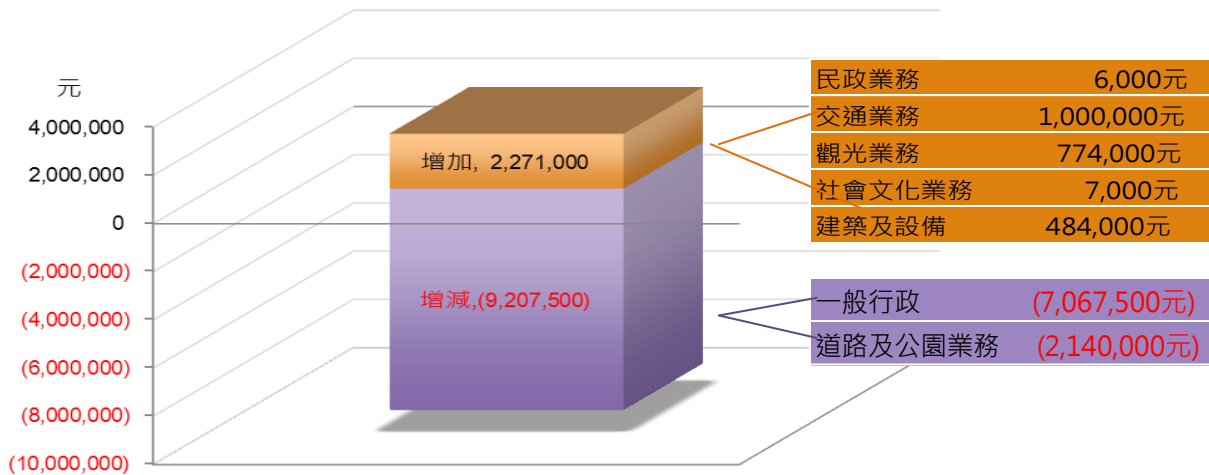 元
4,000,000
2,000,000
0
(2,000,000)
(4,000,000)
(6,000,000)
(8,000,000)
(10,000,000)
增加, 2,271,000
增減,(9,207,500)
民政業務 6,000元
交通業務 1,000,000元
觀光業務 774,000元
社會文化業務 7,000元
建築及設備 484,000元
一般行政 (7,067,500元)
道路及公園業務 (2,140,000元)